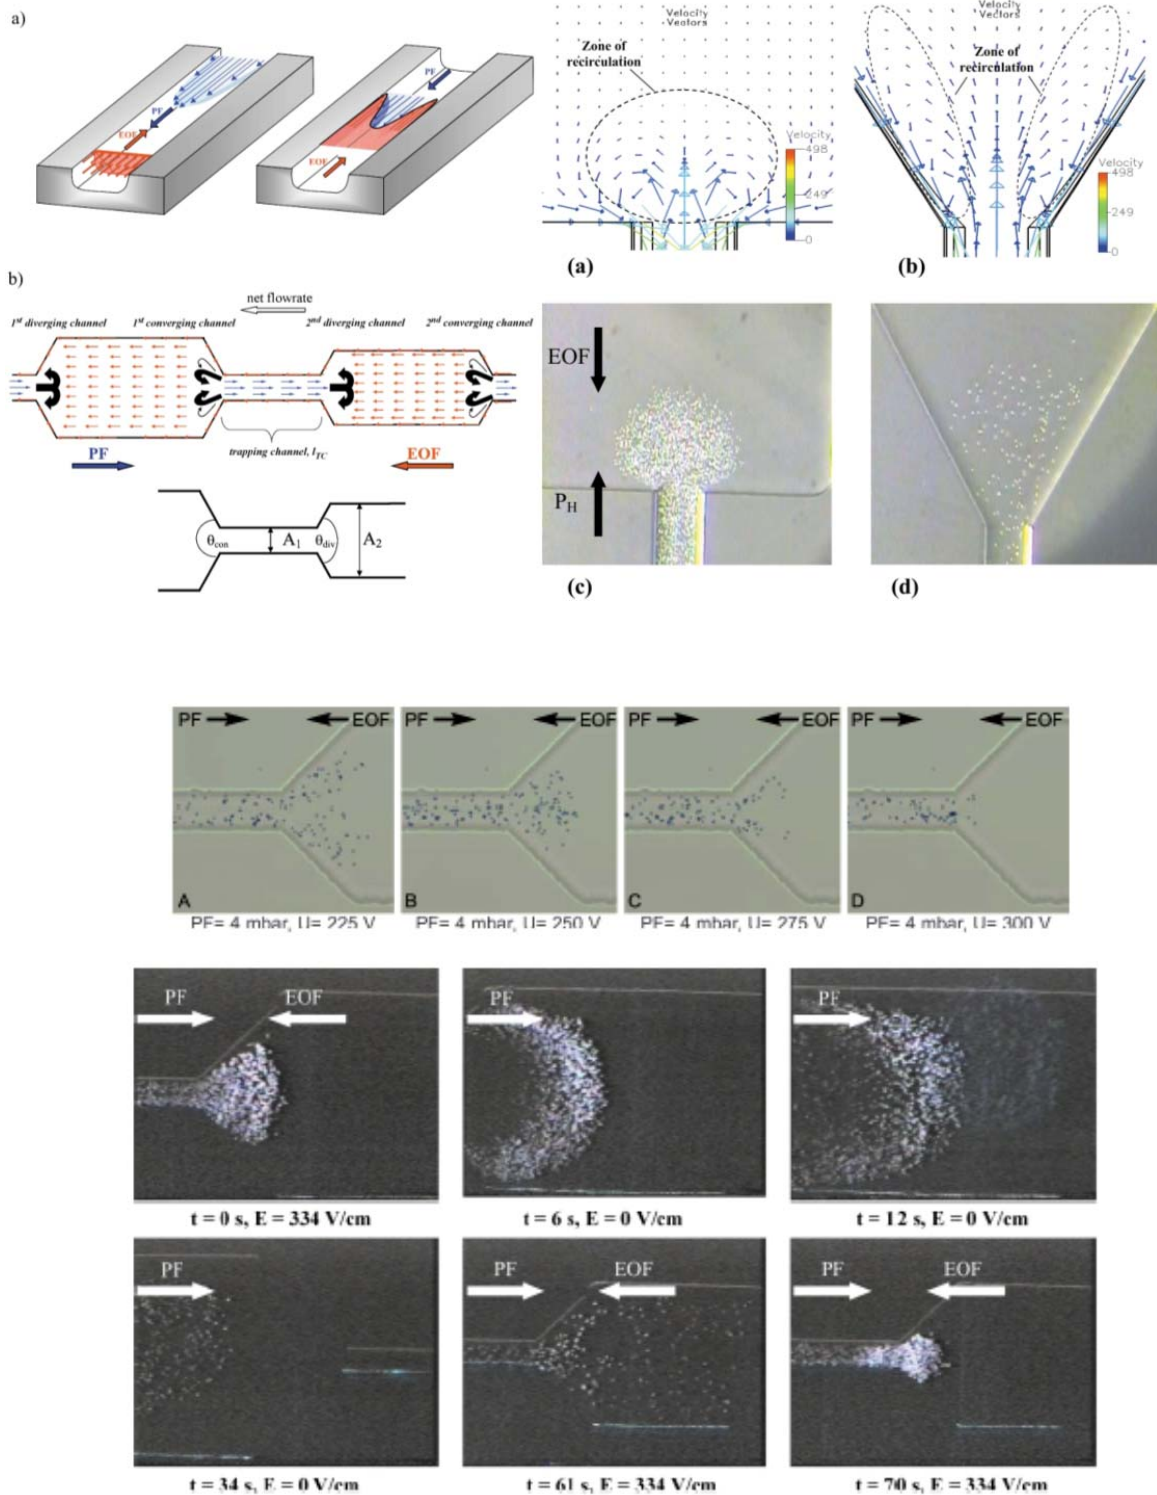 a)
PF
EOF
PF
EOF
Velocity
Vectors
Zone of
recirculation
Velocity
498
249
0
(a)
Velocity
Vectors
Zone of
recirculation
Velocity
498
249
0
(b)
b)
net flowrate
1st diverging channel 1st converging channel 2nd diverging channel 2nd converging channel
trapping channel, lTC
PF
EOF
θcon
A1
θdiv
A2
EOF
PH
(c)
(d)
PF EOF PF EOF PF EOF PF EOF
A B C D
PF= 4 mbar, U= 225 V PF= 4 mbar, U= 250 V PF= 4 mbar, U= 275 V PF= 4 mbar, U= 300 V
PF EOF PF PF
t = 0 s, E = 334 V/cm t = 6 s, E = 0 V/cm t = 12 s, E = 0 V/cm
PF PF EOF PF EOF
t = 34 s, E = 0 V/cm t = 61 s, E = 334 V/cm t = 70 s, E = 334 V/cm